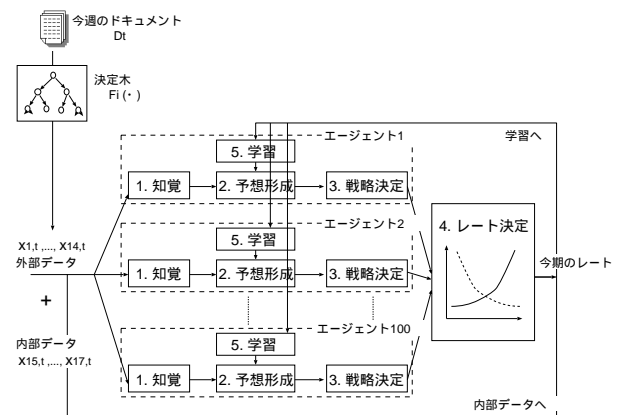 今週のドキュメント
Dt
決定木
Fi (・)
エージェント1
学習へ
5. 学習
1. 知覚
2. 予想形成
3. 戦略決定
エージェント2
4. レート決定
5. 学習
x1,t ,..., x14,t
外部データ
1. 知覚
2. 予想形成
3. 戦略決定
今期のレート
+
エージェント100
内部データ
x15,t ,..., x17,t
5. 学習
1. 知覚
2. 予想形成
3. 戦略決定
内部データへ